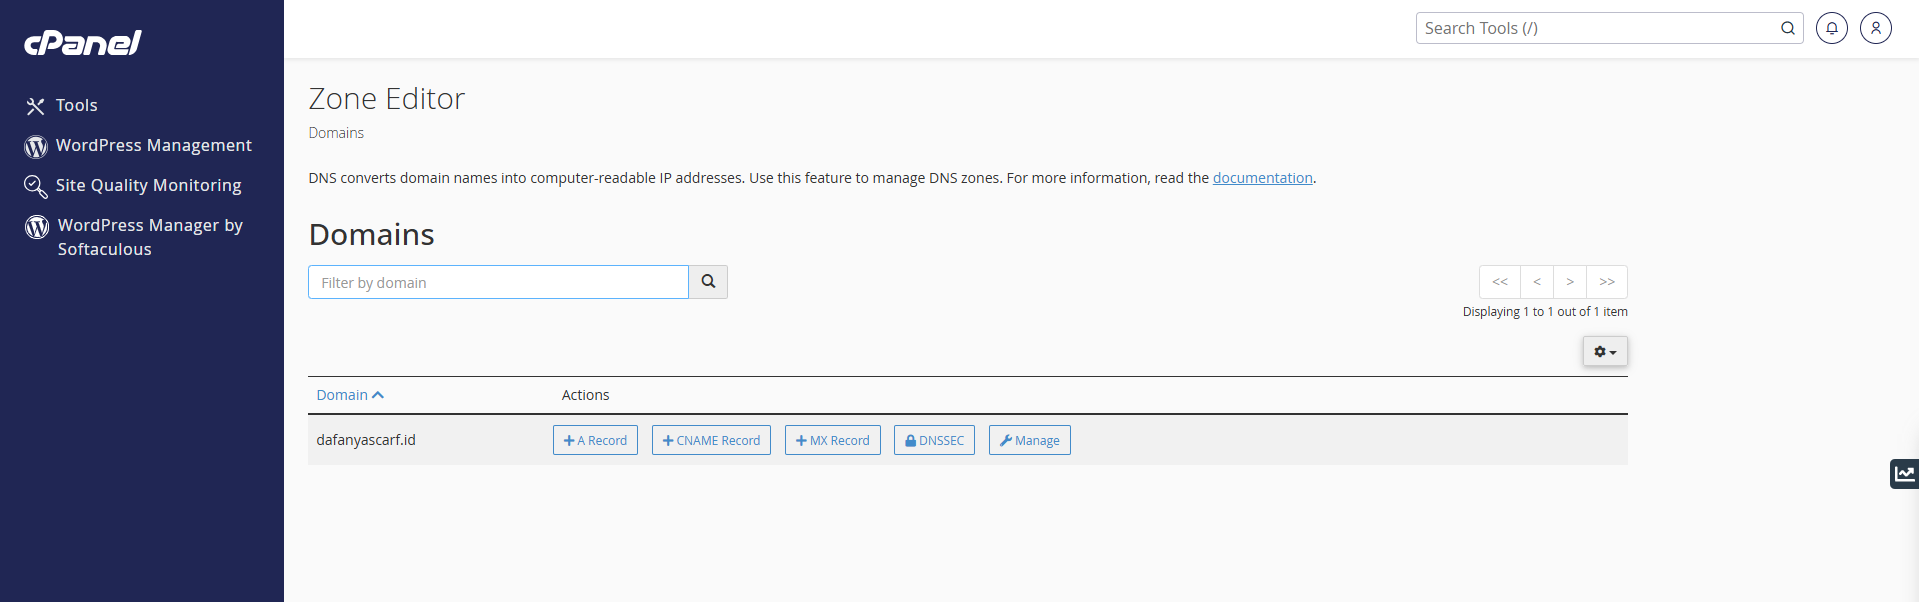 cPanel
Search Tools (/)
Tools
WordPress Management
Site Quality Monitoring
WordPress Manager by
Softaculous
Zone Editor
Domains
DNS converts domain names into computer-readable IP addresses. Use this feature to manage DNS zones. For more information, read the documentation.
Domains
Filter by domain
<< < > >>
Displaying 1 to 1 out of 1 item
Domain Actions
dafanyascarf.id + A Record + CNAME Record + MX Record DNSSEC Manage